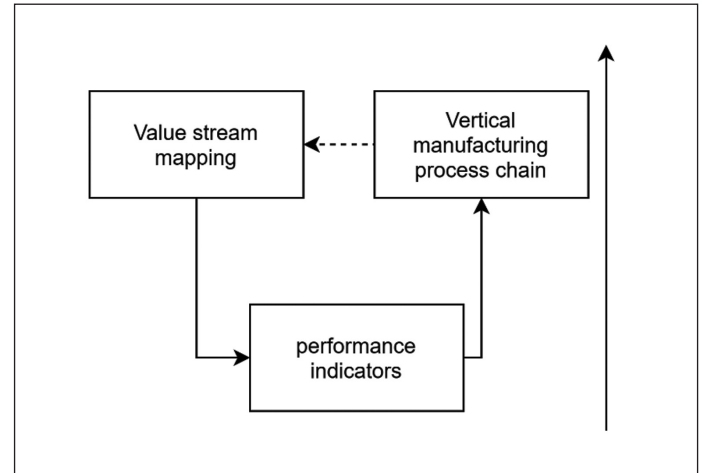 Value stream
mapping
Vertical
manufacturing
process chain
performance
indicators